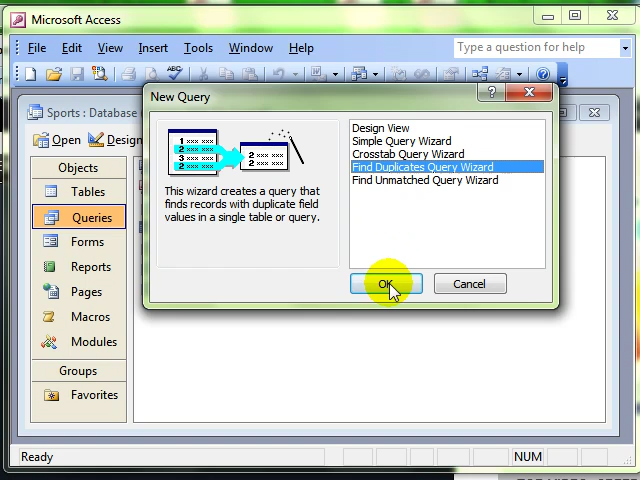 Microsoft Access
File Edit View Insert Tools Window Help
Type a question for help
Sports : Database
New Query
Open Design
Objects
Tables
Queries
Forms
Reports
Pages
Macros
Modules
Groups
Favorites
This wizard creates a query that
finds records with duplicate field
values in a single table or query.
Design View
Simple Query Wizard
Crosstab Query Wizard
Find Duplicates Query Wizard
Find Unmatched Query Wizard
OK Cancel
Ready NUM